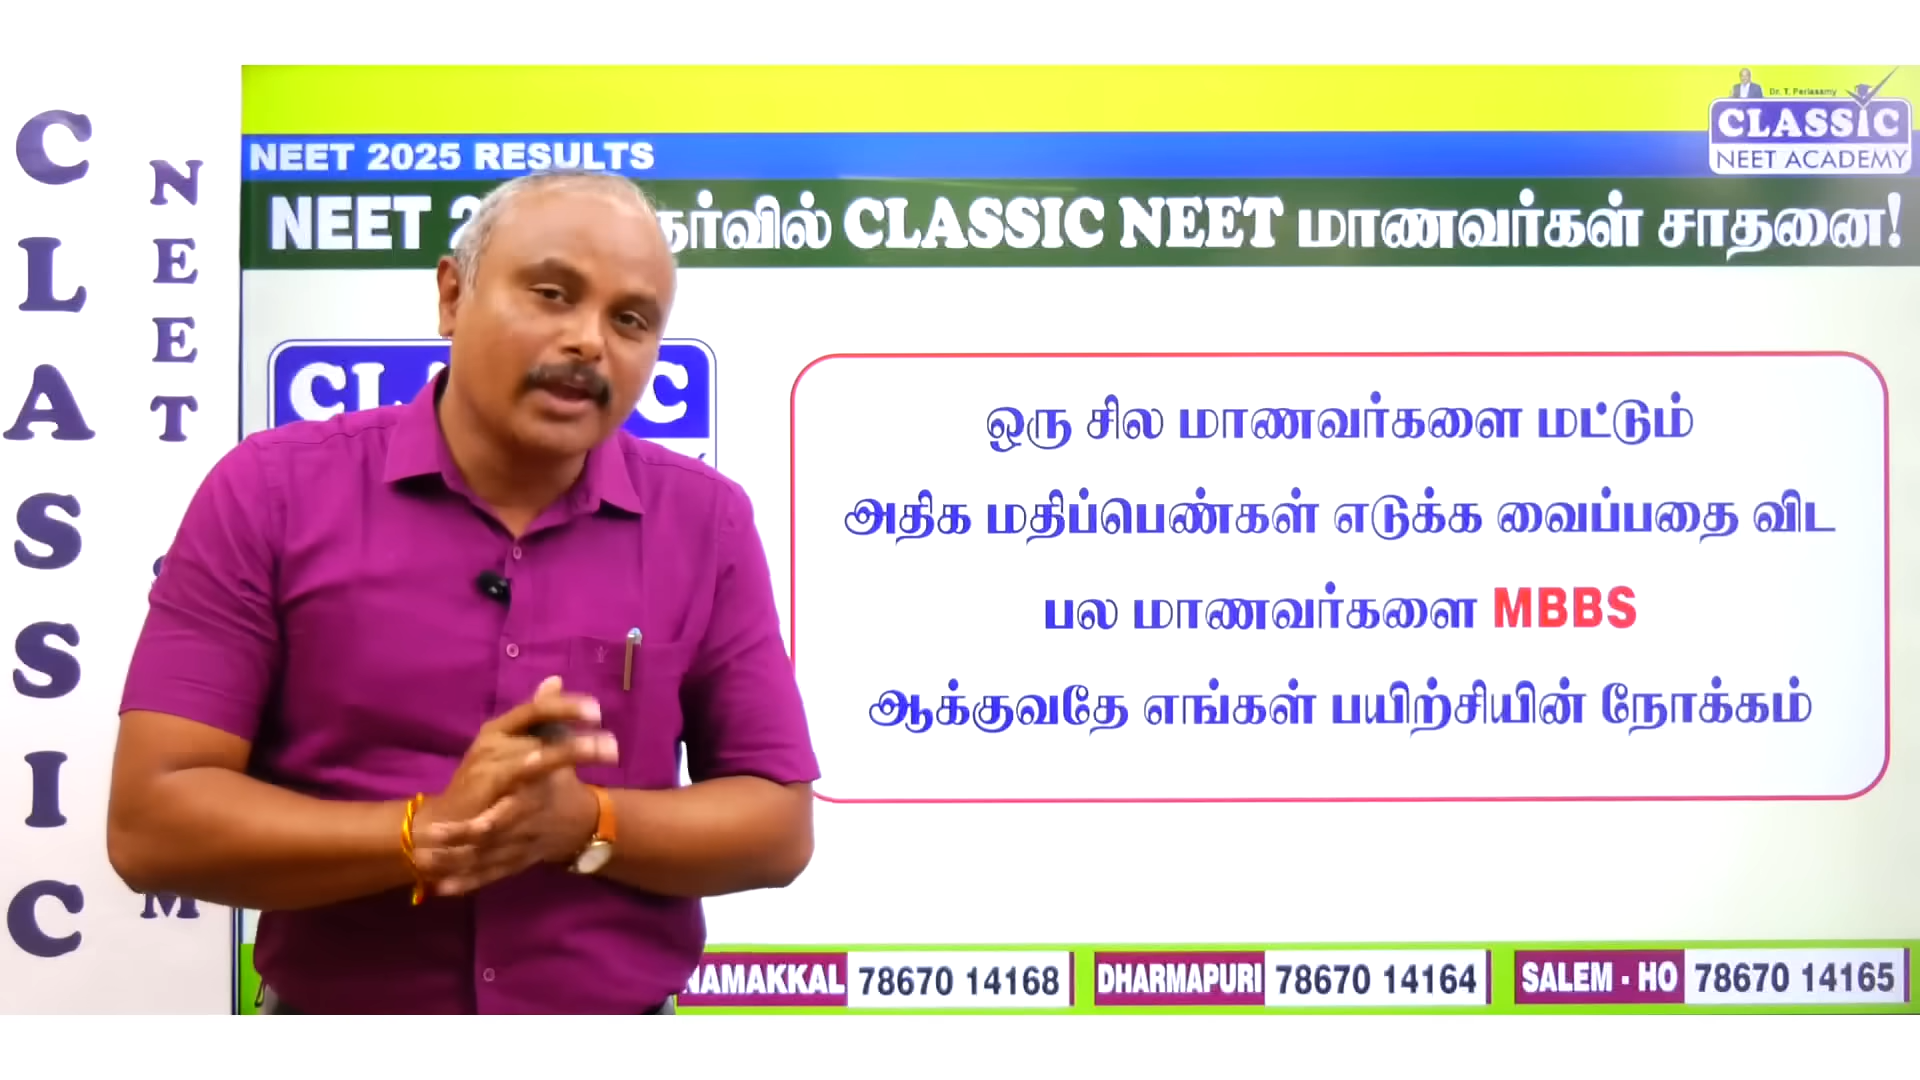 CLASSIC
NEET
M
Dr. T. Periasamy
CLASSIC
NEET ACADEMY
NEET 2025 RESULTS
NEET CLASSIC NEET மாணவர்கள் சாதனை!
ஒரு சில மாணவர்களை மட்டும்
அதிக மதிப்பெண்கள் எடுக்க வைப்பதை விட
பல மாணவர்களை MBBS
ஆக்குவதே எங்கள் பயிற்சியின் நோக்கம்
NAMAKKAL 78670 14168
DHARMAPURI 78670 14164
SALEM - HO 78670 14165